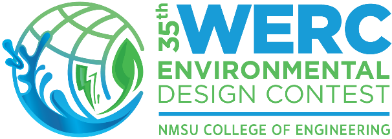 35th WERC
ENVIRONMENTAL
DESIGN CONTEST
NMSU COLLEGE OF ENGINEERING